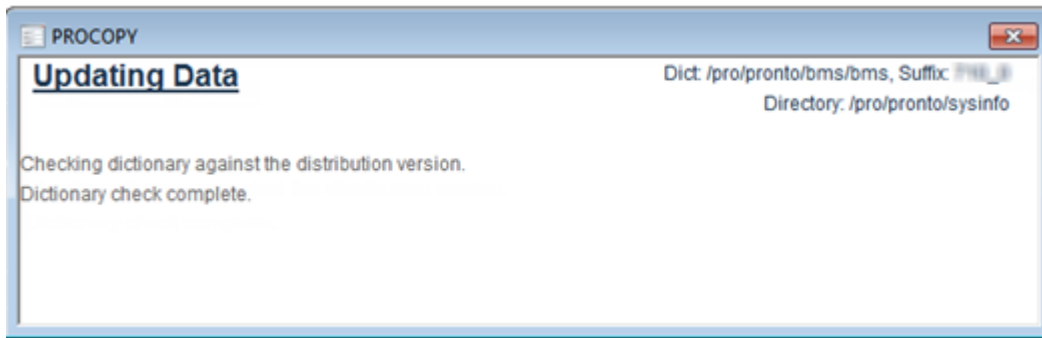 PROCOPY
Updating Data
Dict: /pro/pronto/bms/bms, Suffix:
Directory: /pro/pronto/sysinfo
Checking dictionary against the distribution version.
Dictionary check complete.